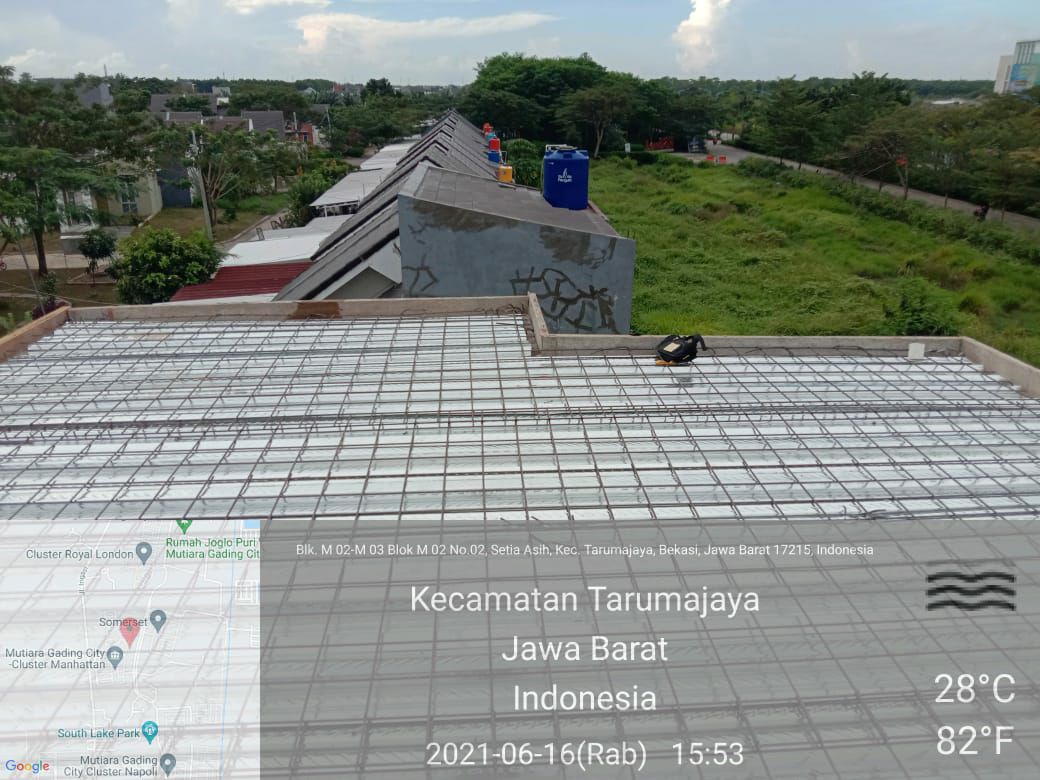 Penguin
Cluster Royal London
Rumah Joglo Puri
Mutiara Gading Cit
Somerset
Mutiara Gading City
-Cluster Manhattan
South Lake Park
Mutiara Gading
City Cluster Napoli
Google
Blk. M 02-M 03 Blok M 02 No.02, Setia Asih, Kec. Tarumajaya, Bekasi, Jawa Barat 17215, Indonesia
Kecamatan Tarumajaya
Jawa Barat
Indonesia
2021-06-16(Rab) 15:53
28°C
82°F